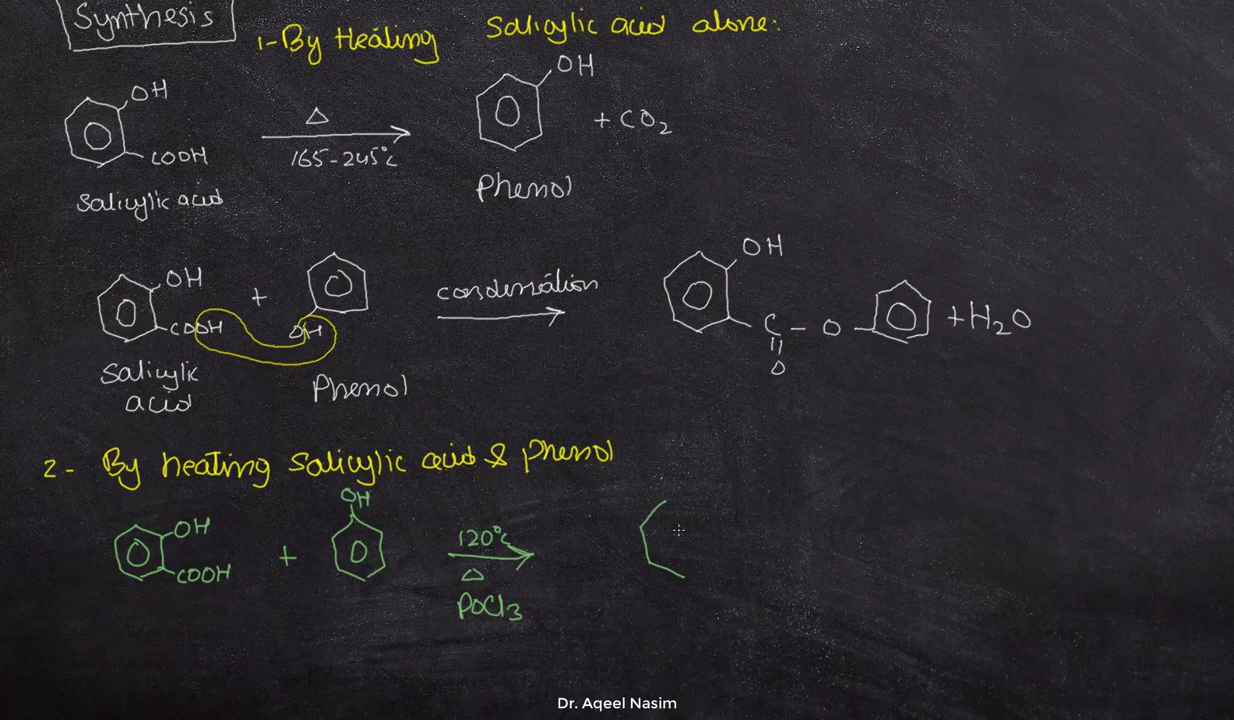 Synthesis
1-By Heating Salicylic acid alone:
OH
COOH
Salicylic acid
△
165-245°C
OH
+ CO2
Phenol
OH
COOH
Salicylic
acid
+
OH
Phenol
condensation
OH
C - O -
O
+ H2O
2- By heating Salicylic acid & phenol
OH
COOH
+
OH
120°C
△
POCl3
Dr. Aqeel Nasim